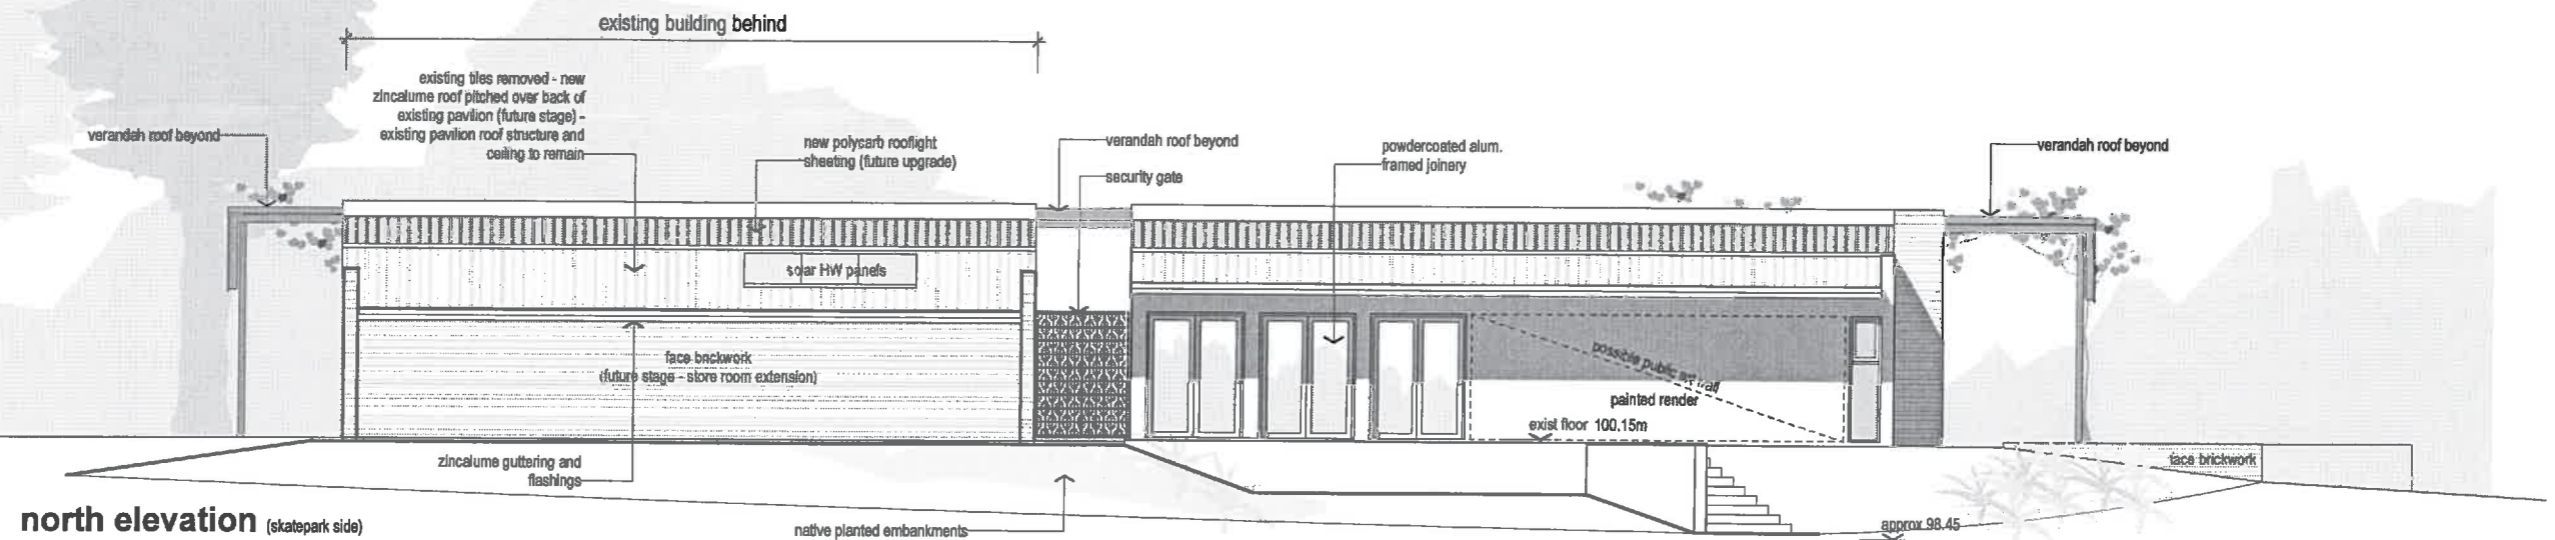 existing building behind
existing tiles removed - new
zincalume roof pitched over back of
existing pavilion (future stage) -
existing pavilion roof structure and
ceiling to remain
verandah roof beyond
new polycarb rooflight
sheeting (future upgrade)
verandah roof beyond
security gate
powdercoated alum.
framed joinery
verandah roof beyond
solar HW panels
face brickwork
(future stage - store room extension)
possible public art wall
painted render
exist floor 100.15m
zincalume guttering and
flashings
face brickwork
north elevation (skatepark side)
native planted embankments
approx 98.45